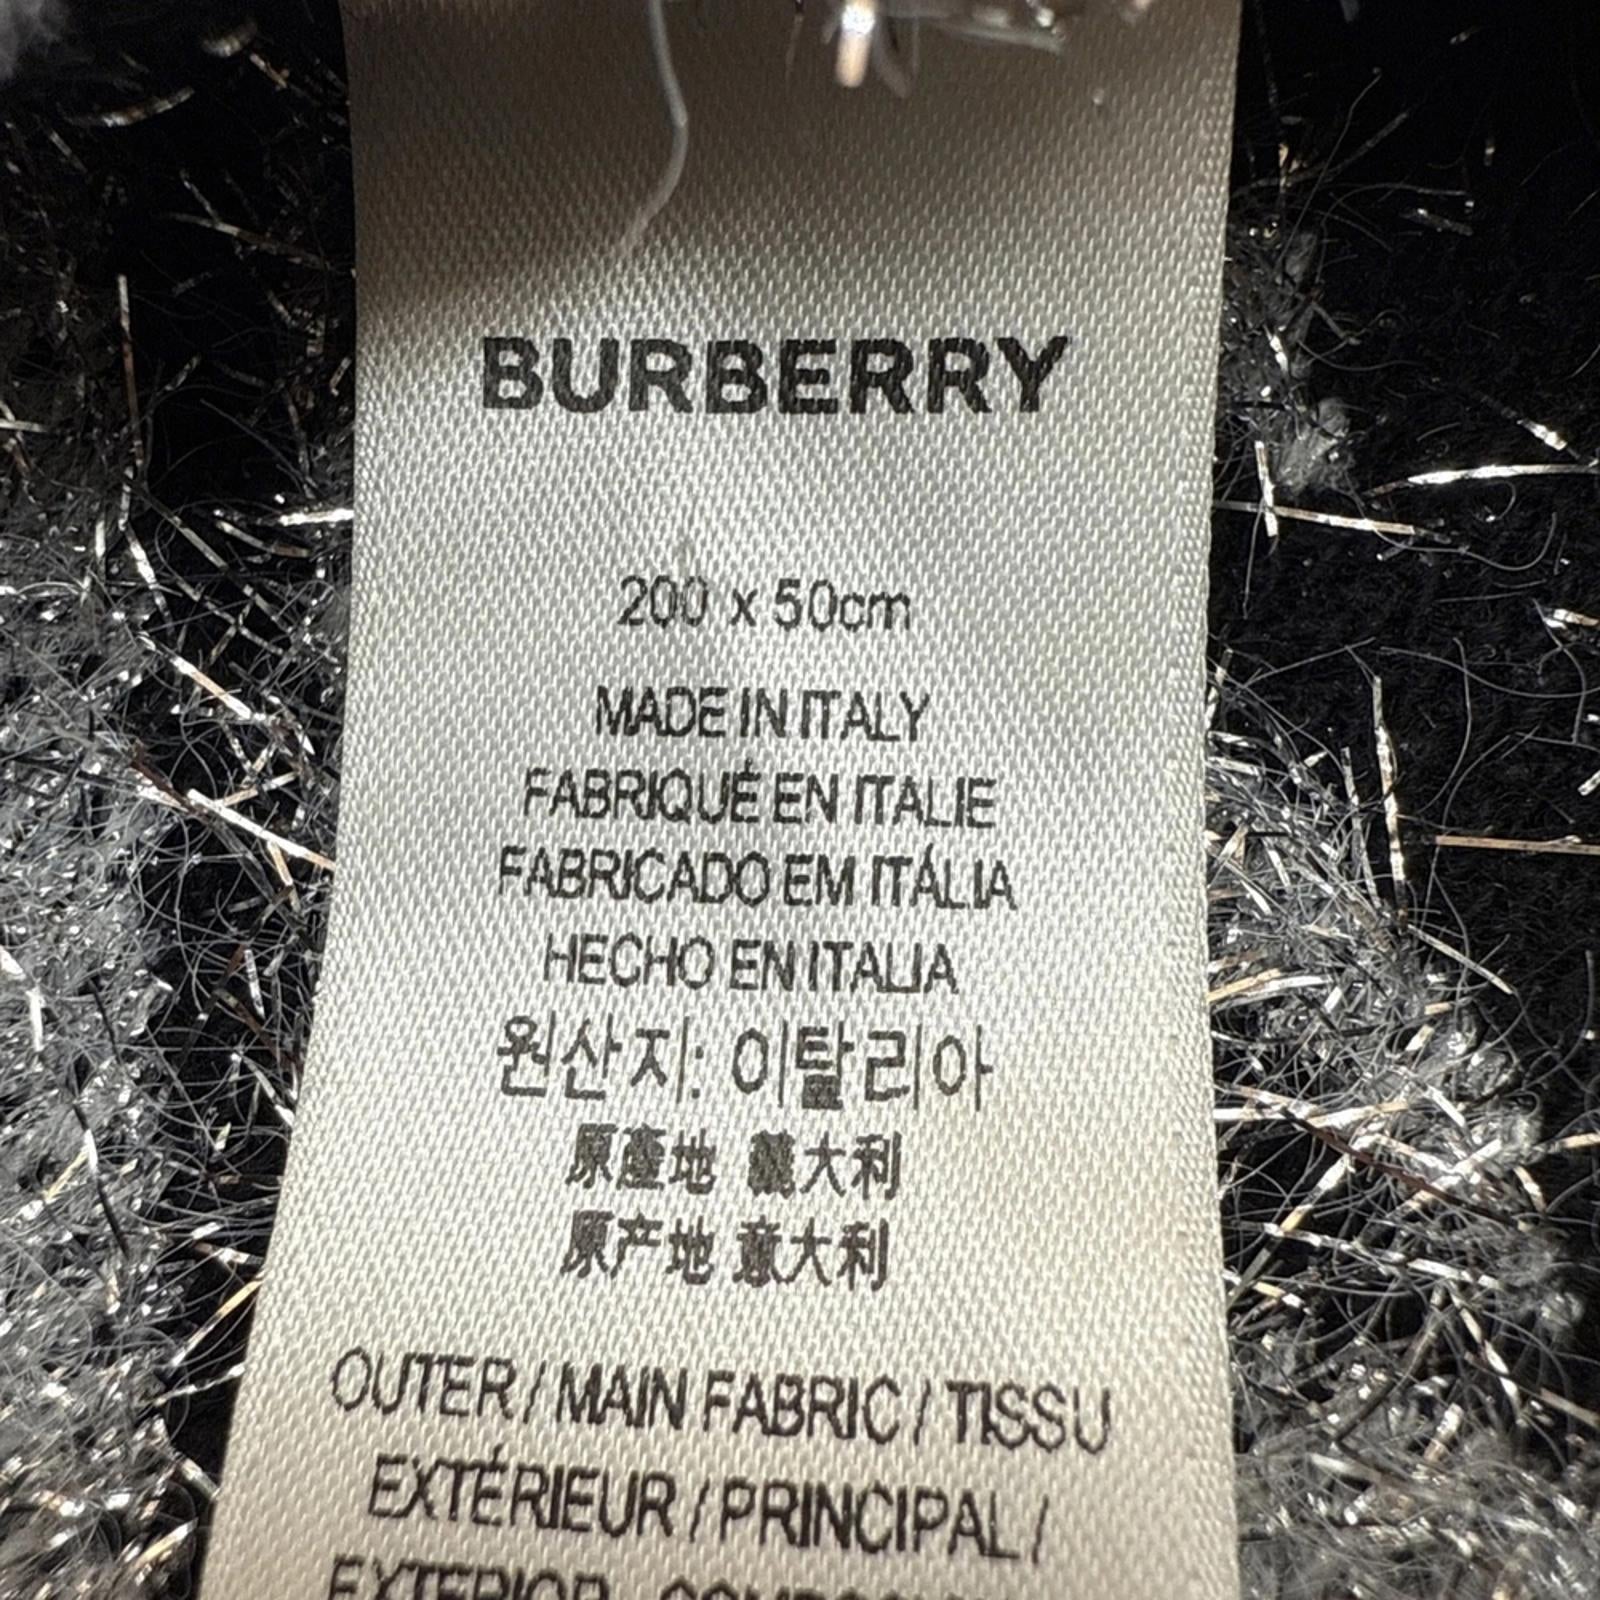 BURBERRY
200 x 50cm
MADE IN ITALY
FABRIQUÉ EN ITALIE
FABRICADO EM ITÁLIA
HECHO EN ITALIA
원산지: 이탈리아
原產地 義大利
原产地 意大利
OUTER / MAIN FABRIC / TISSU
EXTÉRIEUR / PRINCIPAL /
EXTERIOR